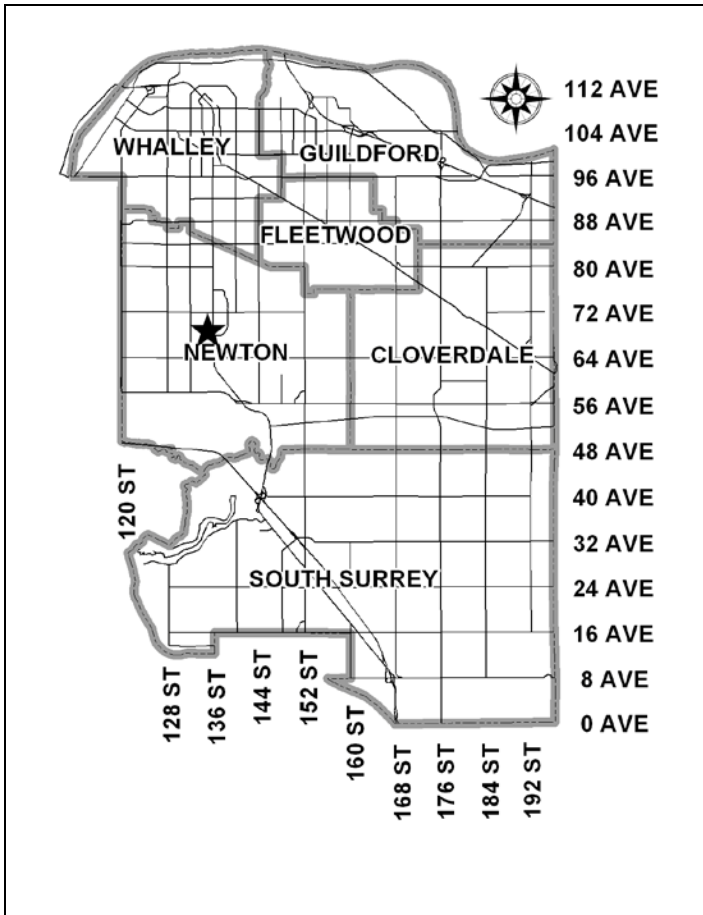 112 AVE
104 AVE
WHALLEY
GUILDFORD
96 AVE
88 AVE
FLEETWOOD
80 AVE
72 AVE
NEWTON
CLOVERDALE
64 AVE
56 AVE
48 AVE
120 ST
40 AVE
32 AVE
SOUTH SURREY
24 AVE
16 AVE
8 AVE
0 AVE
128 ST
136 ST
144 ST
152 ST
160 ST
168 ST
176 ST
184 ST
192 ST